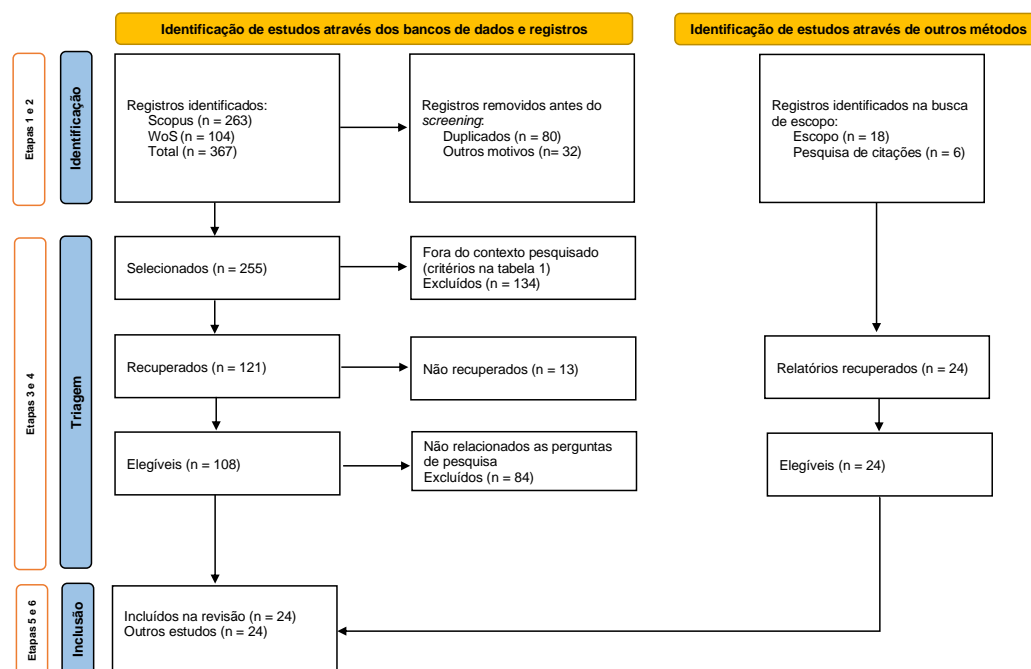 Identificação de estudos através dos bancos de dados e registros
Identificação de estudos através de outros métodos
Etapas 1 e 2
Identificação
Registros identificados:
Scopus (n = 263)
WoS (n = 104)
Total (n = 367)
Registros removidos antes do
screening:
Duplicados (n = 80)
Outros motivos (n= 32)
Registros identificados na busca
de escopo:
Escopo (n = 18)
Pesquisa de citações (n = 6)
Etapas 3 e 4
Triagem
Selecionados (n = 255)
Fora do contexto pesquisado
(critérios na tabela 1)
Excluídos (n = 134)
Recuperados (n = 121)
Não recuperados (n = 13)
Relatórios recuperados (n = 24)
Elegíveis (n = 108)
Não relacionados as perguntas
de pesquisa
Excluídos (n = 84)
Elegíveis (n = 24)
Etapas 5 e 6
Inclusão
Incluídos na revisão (n = 24)
Outros estudos (n = 24)